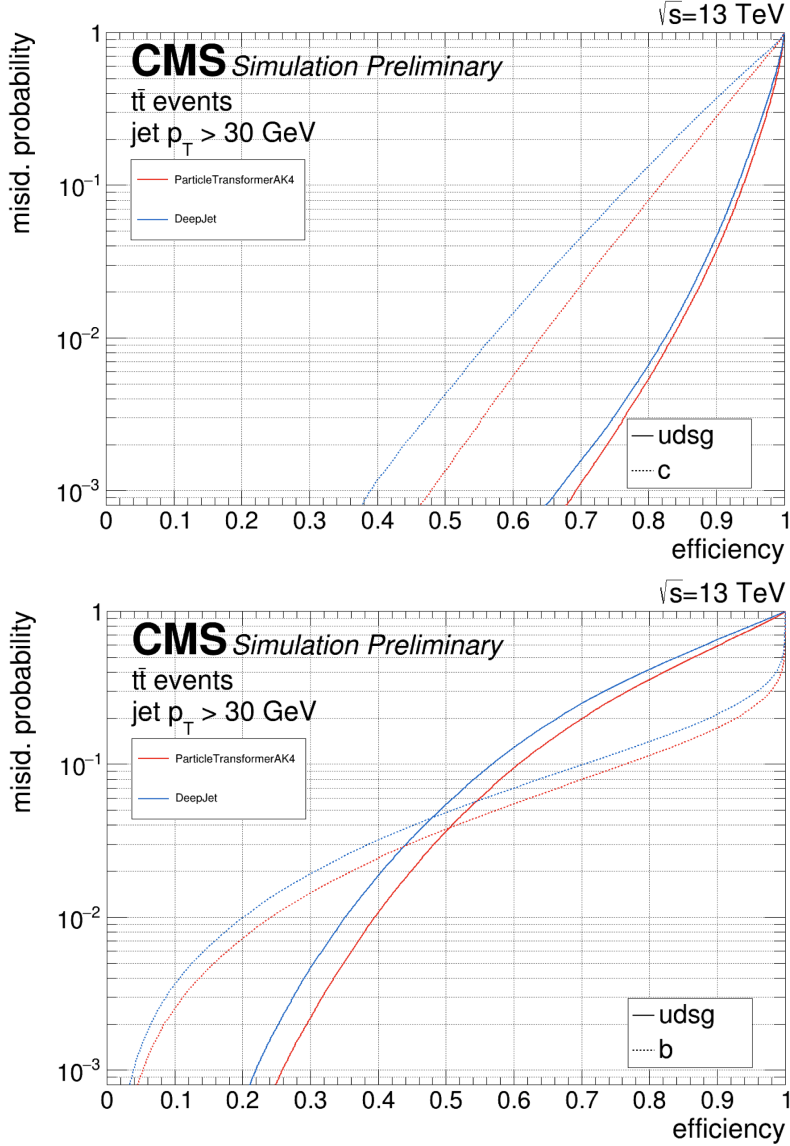 √s=13 TeV
1
CMS Simulation Preliminary
tt̄ events
jet p_T > 30 GeV
ParticleTransformerAK4
DeepJet
misid. probability
10⁻¹
10⁻²
10⁻³
udsg
c
0 0.1 0.2 0.3 0.4 0.5 0.6 0.7 0.8 0.9 1
efficiency
√s=13 TeV
1
CMS Simulation Preliminary
tt̄ events
jet p_T > 30 GeV
ParticleTransformerAK4
DeepJet
misid. probability
10⁻¹
10⁻²
10⁻³
udsg
b
0 0.1 0.2 0.3 0.4 0.5 0.6 0.7 0.8 0.9 1
efficiency